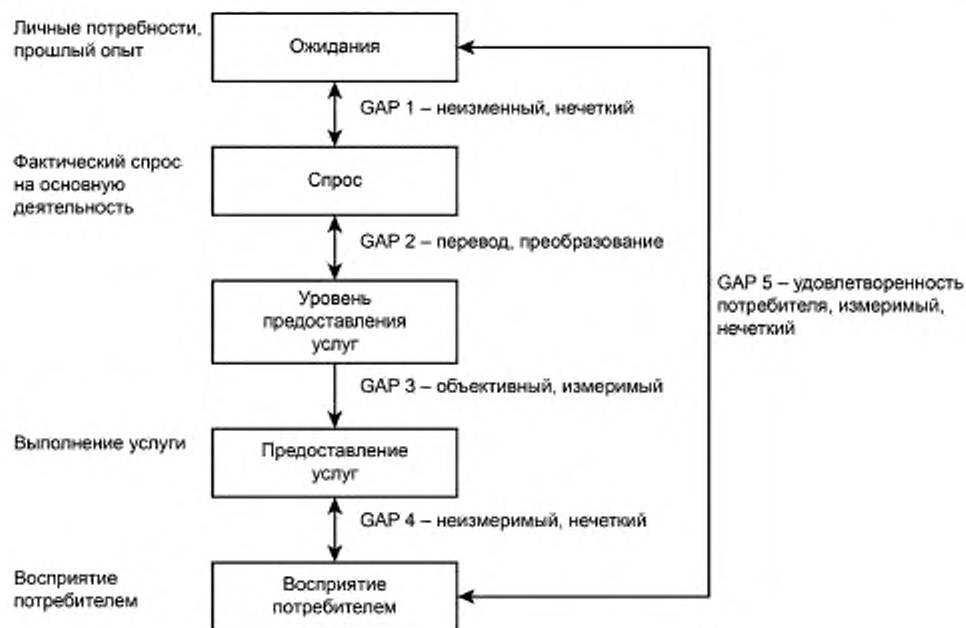 Личные потребности,
прошлый опыт
Ожидания
GAP 1 – неизменный, нечеткий
Фактический спрос
на основную
деятельность
Спрос
GAP 2 – перевод, преобразование
Уровень
предоставления
услуг
GAP 5 – удовлетворенность
потребителя, измеримый,
нечеткий
GAP 3 – объективный, измеримый
Выполнение услуги
Предоставление
услуг
GAP 4 – неизмеримый, нечеткий
Восприятие
потребителем
Восприятие
потребителем